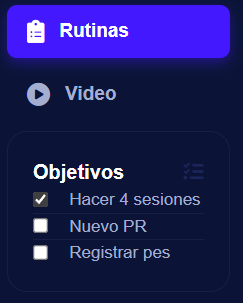 Rutinas
Video
Objetivos
Hacer 4 sesiones
Nuevo PR
Registrar pes